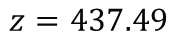 𝑧 = 437.49